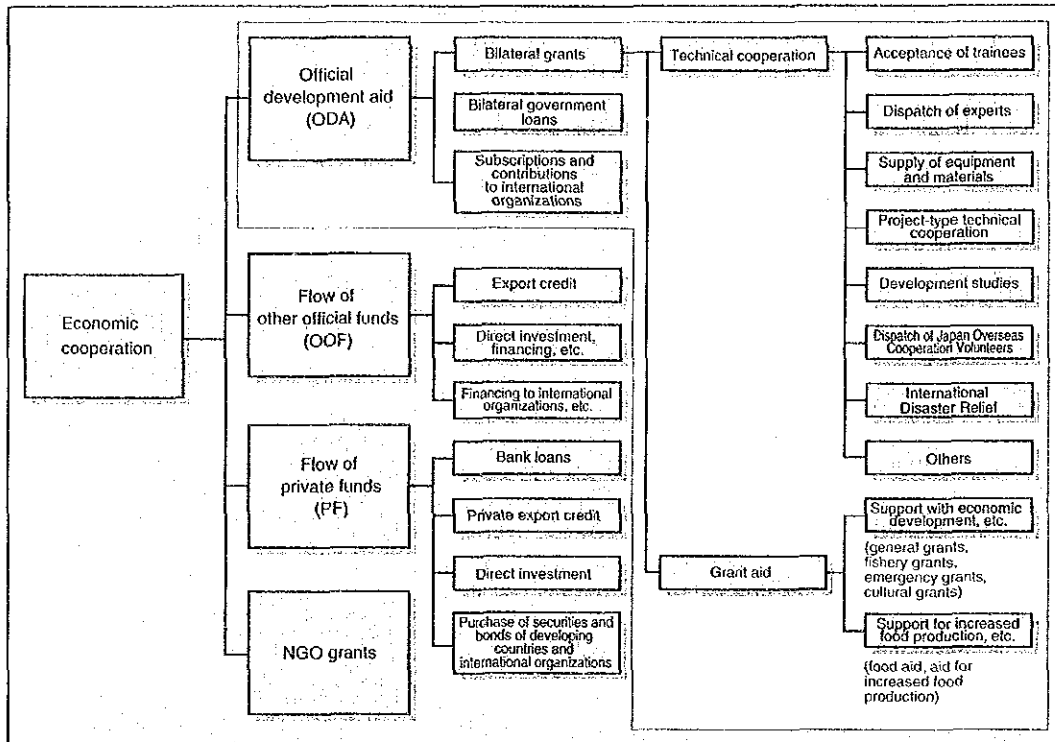 Economic
cooperation
Official
development aid
(ODA)
Flow of
other official funds
(OOF)
Flow of
private funds
(PF)
NGO grants
Bilateral grants
Bilateral government
loans
Subscriptions and
contributions
to international
organizations
Export credit
Direct investment,
financing, etc.
Financing to international
organizations, etc.
Bank loans
Private export credit
Direct investment
Purchase of securities and
bonds of developing
countries and
international organizations
Technical cooperation
Grant aid
Acceptance of trainees
Dispatch of experts
Supply of equipment
and materials
Project-type technical
cooperation
Development studies
Dispatch of Japan Overseas
Cooperation Volunteers
International
Disaster Relief
Others
Support with economic
development, etc.
(general grants,
fishery grants,
emergency grants,
cultural grants)
Support for increased
food production, etc.
(food aid, aid for
increased food
production)